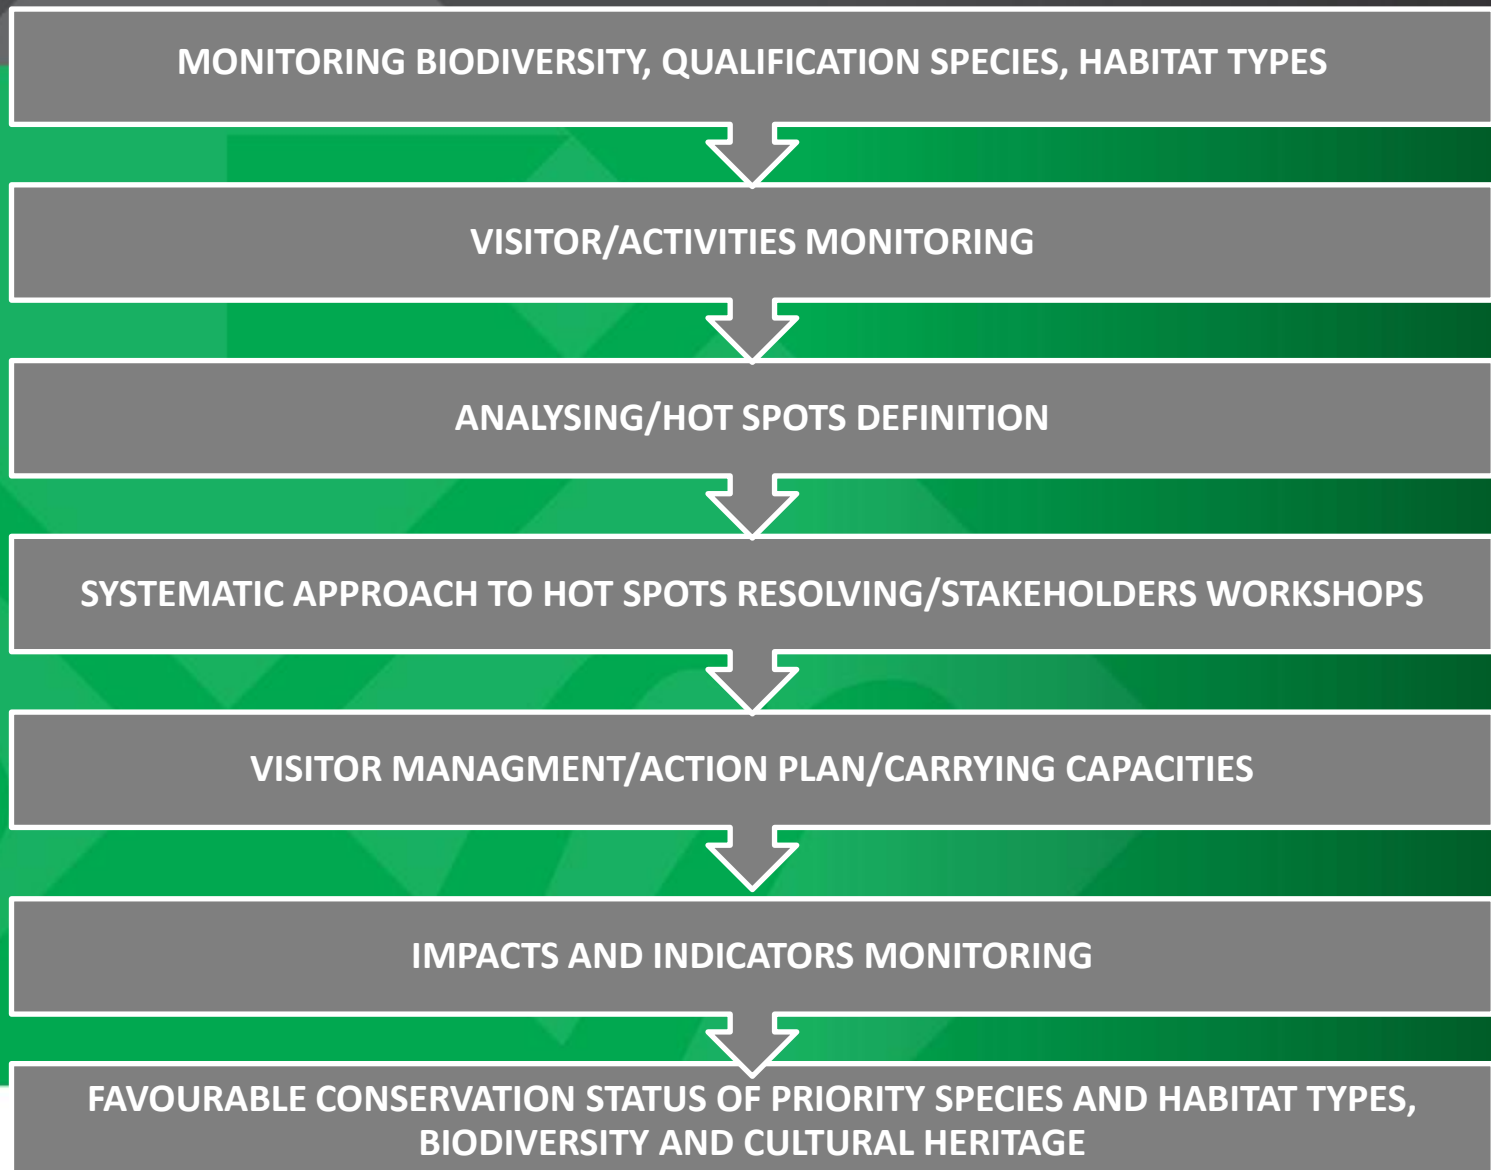 MONITORING BIODIVERSITY, QUALIFICATION SPECIES, HABITAT TYPES
VISITOR/ACTIVITIES MONITORING
ANALYSING/HOT SPOTS DEFINITION
SYSTEMATIC APPROACH TO HOT SPOTS RESOLVING/STAKEHOLDERS WORKSHOPS
VISITOR MANAGMENT/ACTION PLAN/CARRYING CAPACITIES
IMPACTS AND INDICATORS MONITORING
FAVOURABLE CONSERVATION STATUS OF PRIORITY SPECIES AND HABITAT TYPES,
BIODIVERSITY AND CULTURAL HERITAGE